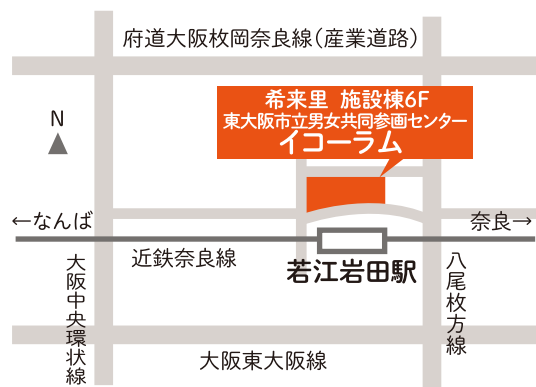 府道大阪枚岡奈良線（産業道路）
希来里 施設棟6F
東大阪市立男女共同参画センター
イコーラム
N
←なんば
奈良→
近鉄奈良線
若江岩田駅
大阪中央環状線
八尾枚方線
大阪東大阪線